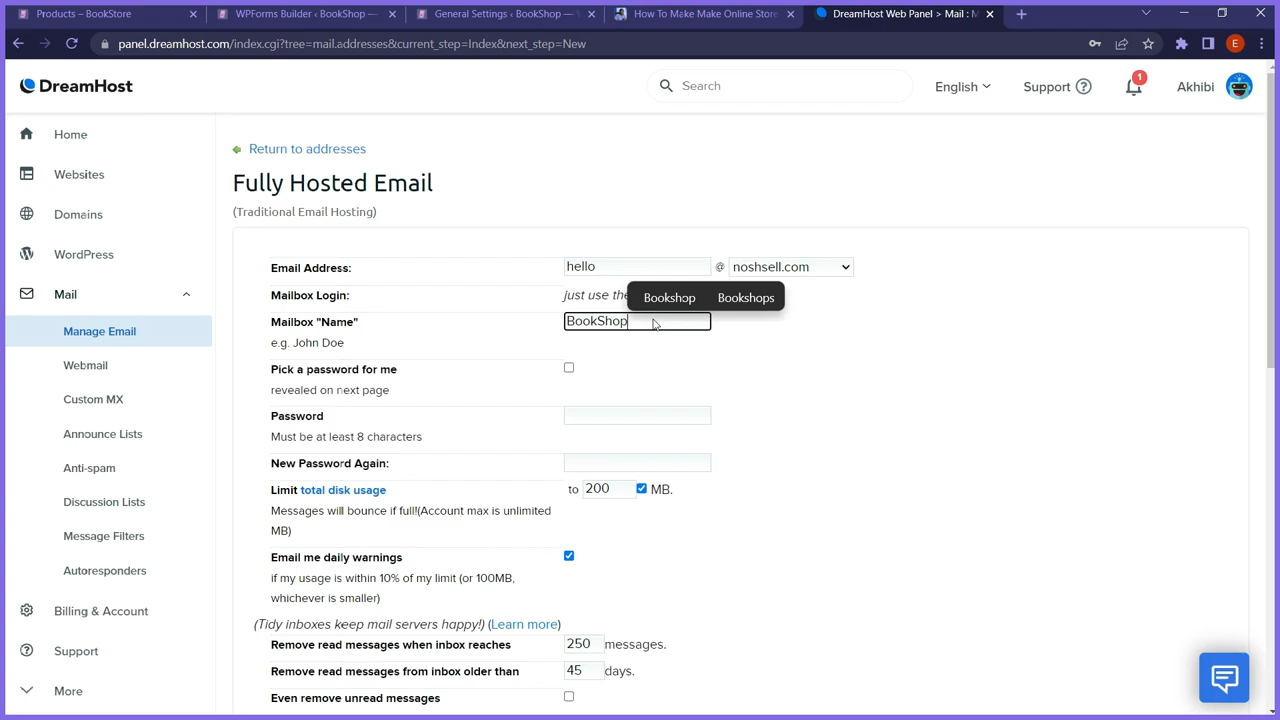 Products – BookStore
WPForms Builder ‹ BookShop —
General Settings ‹ BookShop —
How To Make Make Online Store
DreamHost Web Panel > Mail : M
panel.dreamhost.com/index.cgi?tree=mail.addresses&current_step=Index&next_step=New
E
DreamHost
Search
English
Support
1
Akhibi
Home
Websites
Domains
WordPress
Mail
Manage Email
Webmail
Custom MX
Announce Lists
Anti-spam
Discussion Lists
Message Filters
Autoresponders
Billing & Account
Support
More
Return to addresses
Fully Hosted Email
(Traditional Email Hosting)
Email Address:
hello @ noshsell.com
Mailbox Login:
just use the
Bookshop Bookshops
Mailbox "Name"
BookShop
e.g. John Doe
Pick a password for me
revealed on next page
Password
Must be at least 8 characters
New Password Again:
Limit total disk usage
to 200 MB.
Messages will bounce if full!(Account max is unlimited
MB)
Email me daily warnings
if my usage is within 10% of my limit (or 100MB,
whichever is smaller)
(Tidy inboxes keep mail servers happy!) (Learn more)
Remove read messages when inbox reaches
250 messages.
Remove read messages from inbox older than
45 days.
Even remove unread messages